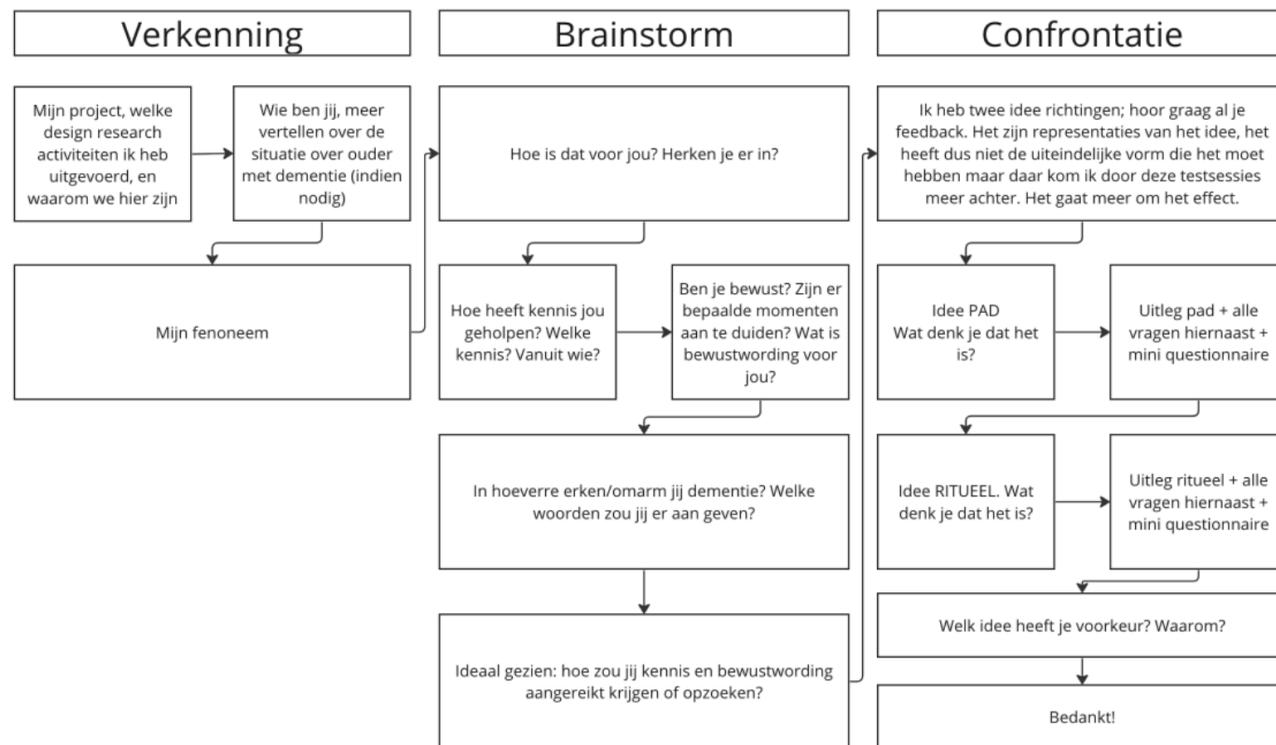 Verkenning
Mijn project, welke
design research
activiteiten ik heb
uitgevoerd, en
waarom we hier zijn
Wie ben jij, meer
vertellen over de
situatie over ouder
met dementie (indien
nodig)
Mijn fenoneem
Brainstorm
Hoe is dat voor jou? Herken je er in?
Hoe heeft kennis jou
geholpen? Welke
kennis? Vanuit wie?
Ben je bewust? Zijn er
bepaalde momenten
aan te duiden? Wat is
bewustwording voor
jou?
In hoeverre erken/omarm jij dementie? Welke
woorden zou jij er aan geven?
Ideaal gezien: hoe zou jij kennis en bewustwording
aangereikt krijgen of opzoeken?
Confrontatie
Ik heb twee idee richtingen; hoor graag al je
feedback. Het zijn representaties van het idee, het
heeft dus niet de uiteindelijke vorm die het moet
hebben maar daar kom ik door deze testsessies
meer achter. Het gaat meer om het effect.
Idee PAD
Wat denk je dat het
is?
Uitleg pad + alle
vragen hiernaast +
mini questionnaire
Idee RITUEEL. Wat
denk je dat het is?
Uitleg ritueel + alle
vragen hiernaast +
mini questionnaire
Welk idee heeft je voorkeur? Waarom?
Bedankt!